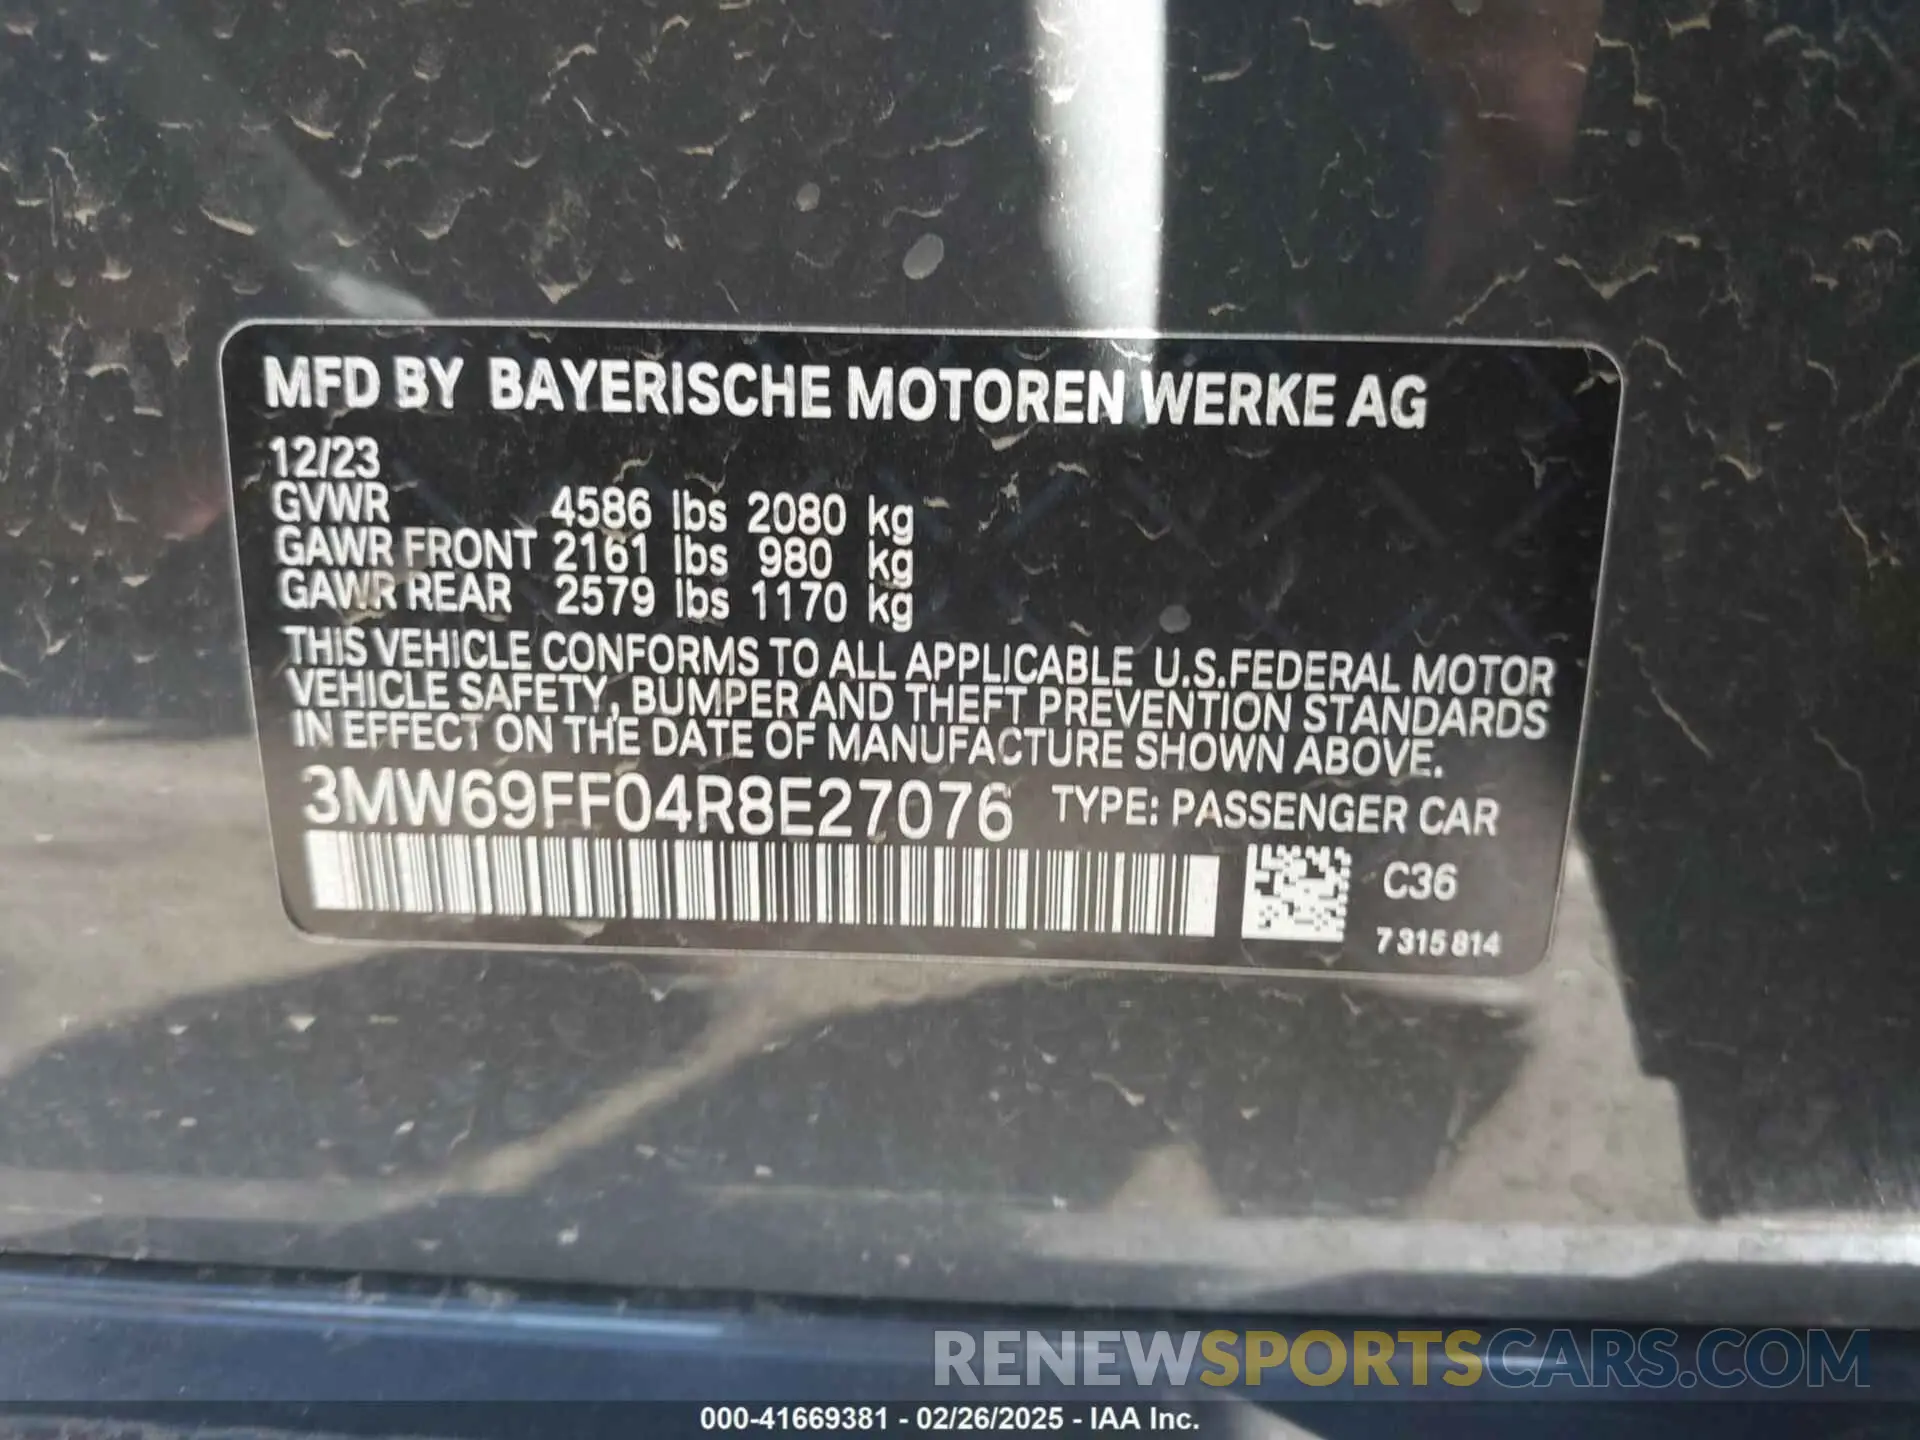 MFD BY BAYERISCHE MOTOREN WERKE AG
12/23
GVWR 4586 lbs 2080 kg
GAWR FRONT 2161 lbs 980 kg
GAWR REAR 2579 lbs 1170 kg
THIS VEHICLE CONFORMS TO ALL APPLICABLE U.S.FEDERAL MOTOR
VEHICLE SAFETY, BUMPER AND THEFT PREVENTION STANDARDS
IN EFFECT ON THE DATE OF MANUFACTURE SHOWN ABOVE.
3MW69FF04R8E27076 TYPE: PASSENGER CAR
C36
7 315 814
RENEWSPORTSCARS.COM
000-41669381 - 02/26/2025 - IAA Inc.